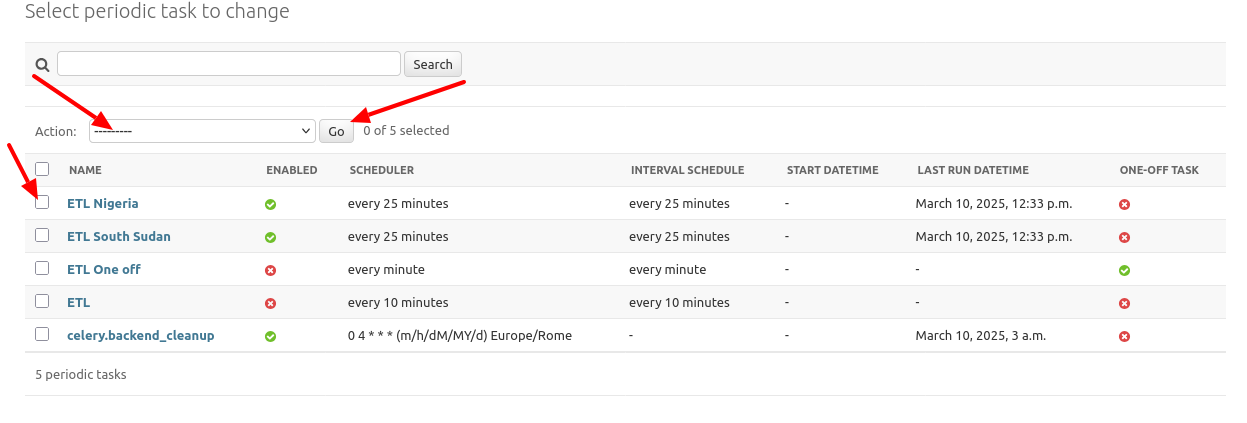 Select periodic task to change
Search
Action: --------- Go 0 of 5 selected
NAME ENABLED SCHEDULER INTERVAL SCHEDULE START DATETIME LAST RUN DATETIME ONE-OFF TASK
ETL Nigeria every 25 minutes every 25 minutes - March 10, 2025, 12:33 p.m.
ETL South Sudan every 25 minutes every 25 minutes - March 10, 2025, 12:33 p.m.
ETL One off every minute every minute - -
ETL every 10 minutes every 10 minutes - -
celery.backend_cleanup 0 4 * * * (m/h/dM/MY/d) Europe/Rome - - March 10, 2025, 3 a.m.
5 periodic tasks